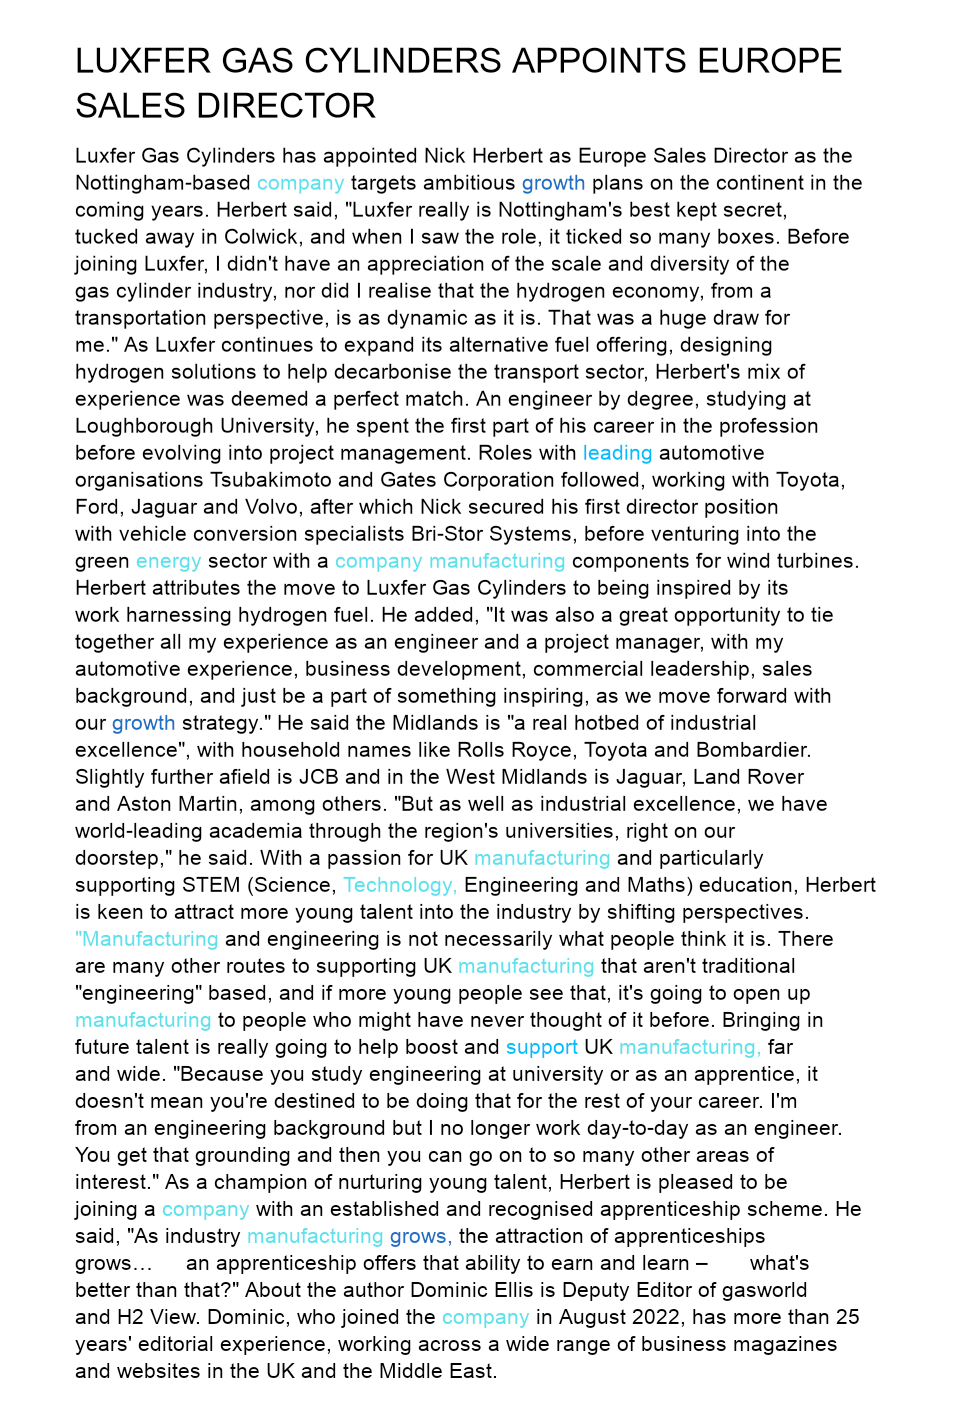 LUXFER GAS CYLINDERS APPOINTS EUROPE
SALES DIRECTOR
Luxfer Gas Cylinders has appointed Nick Herbert as Europe Sales Director as the
Nottingham-based company targets ambitious growth plans on the continent in the
coming years. Herbert said, "Luxfer really is Nottingham's best kept secret,
tucked away in Colwick, and when I saw the role, it ticked so many boxes. Before
joining Luxfer, I didn't have an appreciation of the scale and diversity of the
gas cylinder industry, nor did I realise that the hydrogen economy, from a
transportation perspective, is as dynamic as it is. That was a huge draw for
me." As Luxfer continues to expand its alternative fuel offering, designing
hydrogen solutions to help decarbonise the transport sector, Herbert's mix of
experience was deemed a perfect match. An engineer by degree, studying at
Loughborough University, he spent the first part of his career in the profession
before evolving into project management. Roles with leading automotive
organisations Tsubakimoto and Gates Corporation followed, working with Toyota,
Ford, Jaguar and Volvo, after which Nick secured his first director position
with vehicle conversion specialists Bri-Stor Systems, before venturing into the
green energy sector with a company manufacturing components for wind turbines.
Herbert attributes the move to Luxfer Gas Cylinders to being inspired by its
work harnessing hydrogen fuel. He added, "It was also a great opportunity to tie
together all my experience as an engineer and a project manager, with my
automotive experience, business development, commercial leadership, sales
background, and just be a part of something inspiring, as we move forward with
our growth strategy." He said the Midlands is "a real hotbed of industrial
excellence", with household names like Rolls Royce, Toyota and Bombardier.
Slightly further afield is JCB and in the West Midlands is Jaguar, Land Rover
and Aston Martin, among others. "But as well as industrial excellence, we have
world-leading academia through the region's universities, right on our
doorstep," he said. With a passion for UK manufacturing and particularly
supporting STEM (Science, Technology, Engineering and Maths) education, Herbert
is keen to attract more young talent into the industry by shifting perspectives.
"Manufacturing and engineering is not necessarily what people think it is. There
are many other routes to supporting UK manufacturing that aren't traditional
"engineering" based, and if more young people see that, it's going to open up
manufacturing to people who might have never thought of it before. Bringing in
future talent is really going to help boost and support UK manufacturing, far
and wide. "Because you study engineering at university or as an apprentice, it
doesn't mean you're destined to be doing that for the rest of your career. I'm
from an engineering background but I no longer work day-to-day as an engineer.
You get that grounding and then you can go on to so many other areas of
interest." As a champion of nurturing young talent, Herbert is pleased to be
joining a company with an established and recognised apprenticeship scheme. He
said, "As industry manufacturing grows, the attraction of apprenticeships
grows… an apprenticeship offers that ability to earn and learn – what's
better than that?" About the author Dominic Ellis is Deputy Editor of gasworld
and H2 View. Dominic, who joined the company in August 2022, has more than 25
years' editorial experience, working across a wide range of business magazines
and websites in the UK and the Middle East.